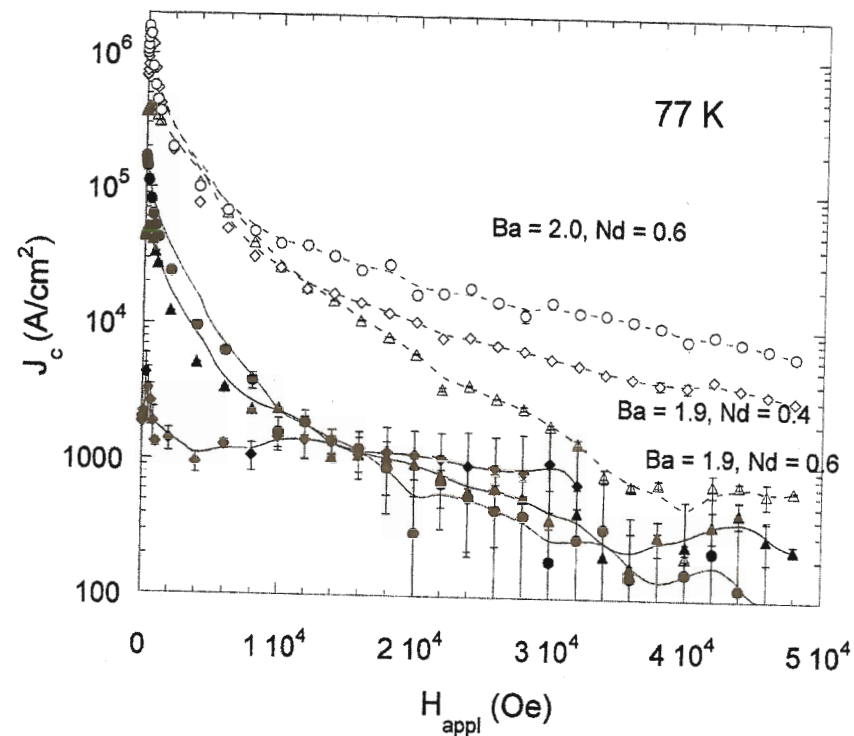 10⁶
77 K
10⁵
Ba = 2.0, Nd = 0.6
J_c (A/cm²)
10⁴
Ba = 1.9, Nd = 0.4
1000
Ba = 1.9, Nd = 0.6
100
0 1 10⁴ 2 10⁴ 3 10⁴ 4 10⁴ 5 10⁴
H_appl (Oe)